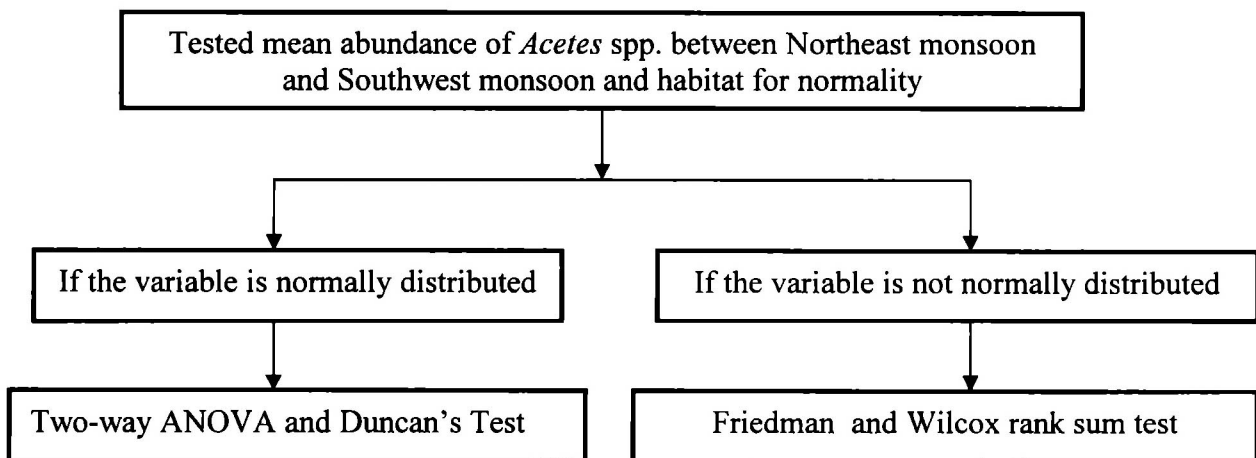 Tested mean abundance of Acetes spp. between Northeast monsoon
and Southwest monsoon and habitat for normality
If the variable is normally distributed
If the variable is not normally distributed
Two-way ANOVA and Duncan's Test
Friedman and Wilcox rank sum test